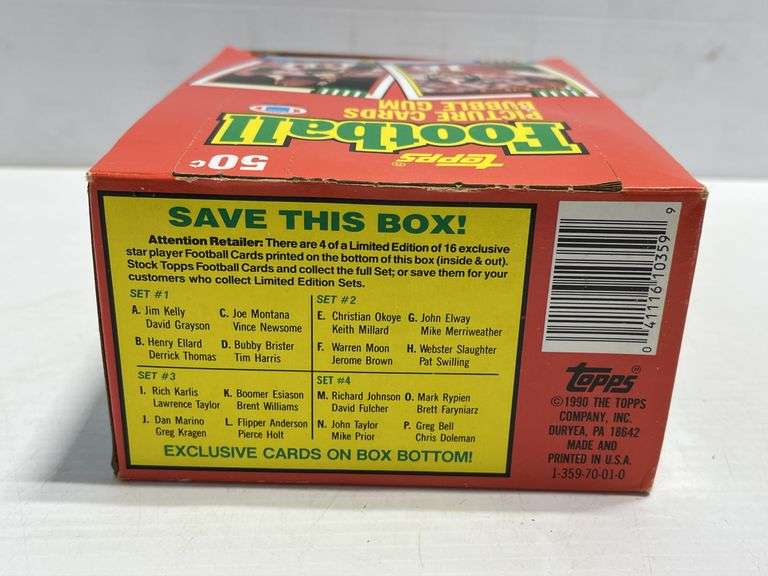 50¢
topps
Football
PICTURE CARDS
BUBBLE GUM
SAVE THIS BOX!
Attention Retailer: There are 4 of a Limited Edition of 16 exclusive
star player Football Cards printed on the bottom of this box (inside & out).
Stock Topps Football Cards and collect the full Set; or save them for your
customers who collect Limited Edition Sets.
SET #1
A. Jim Kelly
David Grayson
B. Henry Ellard
Derrick Thomas
C. Joe Montana
Vince Newsome
D. Bubby Brister
Tim Harris
SET #2
E. Christian Okoye
Keith Millard
F. Warren Moon
Jerome Brown
G. John Elway
Mike Merriweather
H. Webster Slaughter
Pat Swilling
SET #3
I. Rich Karlis
Lawrence Taylor
J. Dan Marino
Greg Kragen
K. Boomer Esiason
Brent Williams
L. Flipper Anderson
Pierce Holt
SET #4
M. Richard Johnson
David Fulcher
N. John Taylor
Mike Prior
O. Mark Rypien
Brett Faryniarz
P. Greg Bell
Chris Doleman
EXCLUSIVE CARDS ON BOX BOTTOM!
0 41116 10359 9
topps®
©1990 THE TOPPS
COMPANY, INC.
DURYEA, PA 18642
MADE AND
PRINTED IN U.S.A.
1-359-70-01-0